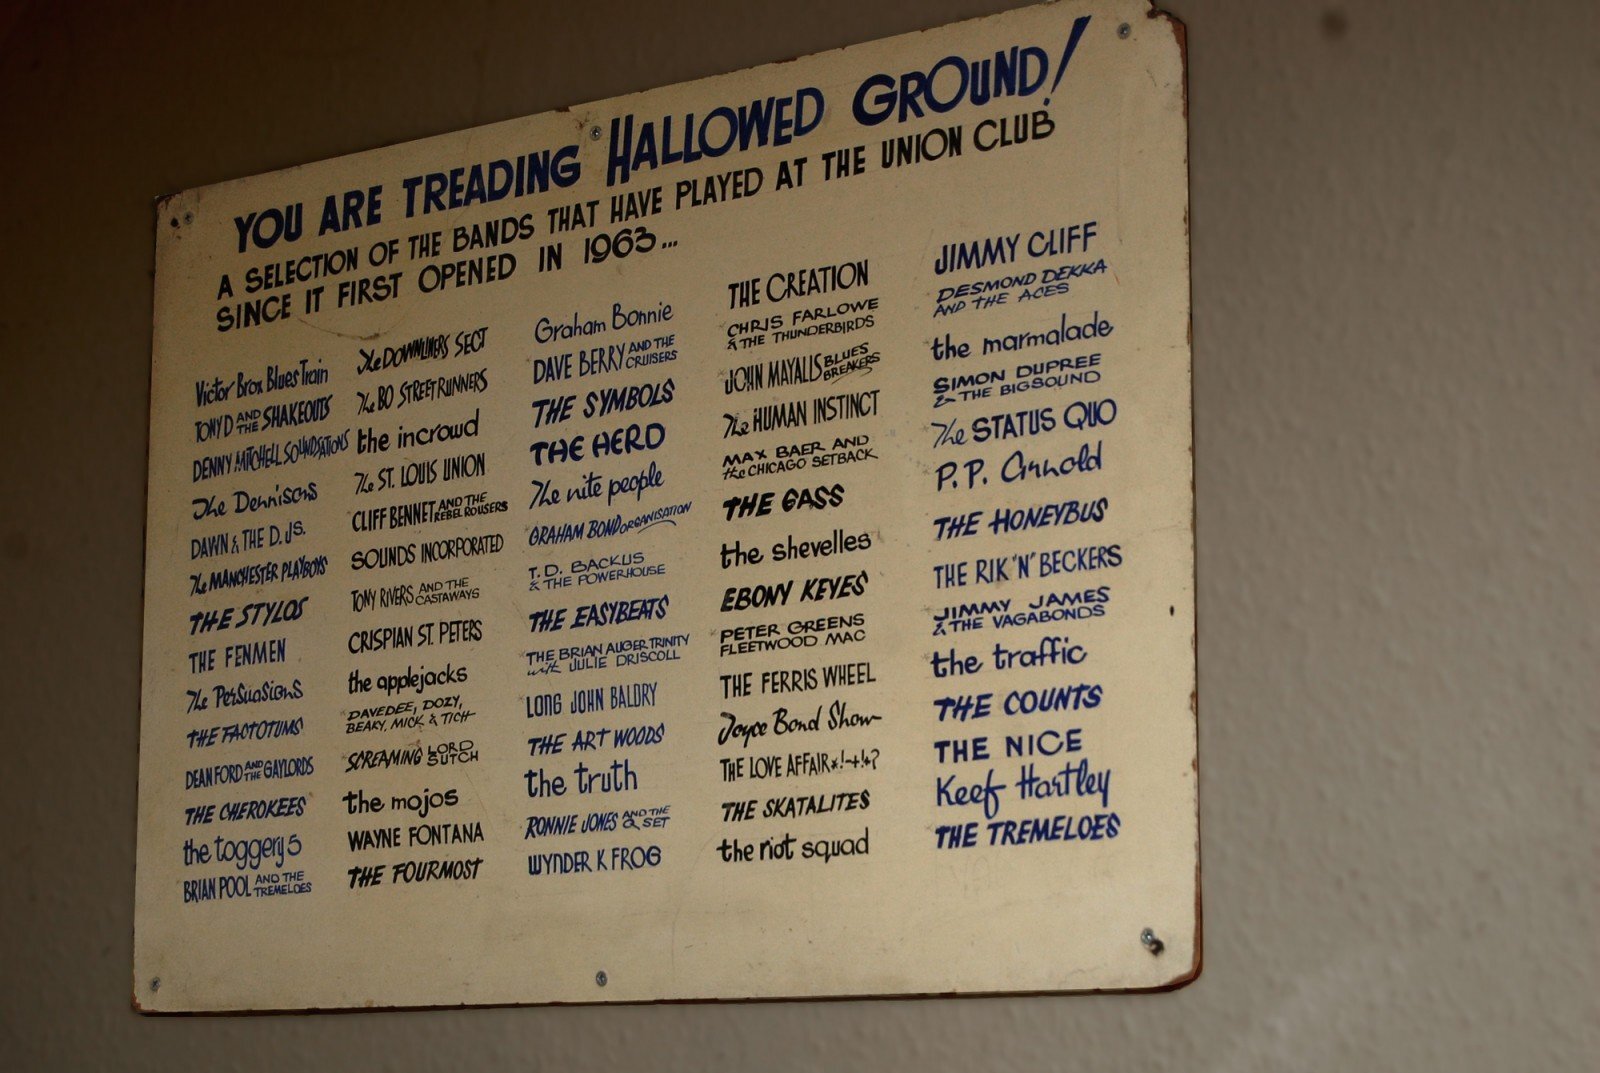 YOU ARE TREADING HALLOWED GROUND!
A SELECTION OF THE BANDS THAT HAVE PLAYED AT THE UNION CLUB
SINCE IT FIRST OPENED IN 1963...
Victor Brox Blues Train
TONY D AND THE SHAKEOUTS
DENNY MITCHELL SOUNDSATIONS
The Dennisons
DAWN & THE D.Js.
The MANCHESTER PLAYBOYS
THE STYLOS
THE FENMEN
The Persuasions
THE FACTOTUMS
DEAN FORD AND THE GAYLORDS
THE CHEROKEES
the toggery 5
BRIAN POOL AND THE TREMELOES
The DOWNLINERS SECT
The BO STREET RUNNERS
the incrowd
The ST. LOUIS UNION
CLIFF BENNET AND THE REBEL ROUSERS
SOUNDS INCORPORATED
TONY RIVERS AND THE CASTAWAYS
CRISPIAN ST. PETERS
the applejacks
DAVE DEE, DOZY,
BEAKY, MICK & TICH
SCREAMING LORD SUTCH
the mojos
WAYNE FONTANA
THE FOURMOST
Graham Bonnie
DAVE BERRY AND THE CRUISERS
THE SYMBOLS
THE HERD
The nite people
GRAHAM BOND ORGANISATION
T.D. BACKUS
& THE POWERHOUSE
THE EASYBEATS
THE BRIAN AUGER TRINITY
with JULIE DRISCOLL
LONG JOHN BALDRY
THE ART WOODS
the truth
RONNIE JONES AND THE Q SET
WYNDER K FROG
THE CREATION
CHRIS FARLOWE
& THE THUNDERBIRDS
JOHN MAYALLS BLUES BREAKERS
The HUMAN INSTINCT
MAX BAER AND
the CHICAGO SETBACK
THE GASS
the shevelles
EBONY KEYES
PETER GREENS
FLEETWOOD MAC
THE FERRIS WHEEL
Joyce Bond Show
THE LOVE AFFAIR*!-+!*?
THE SKATALITES
the riot squad
JIMMY CLIFF
DESMOND DEKKA
AND THE ACES
the marmalade
SIMON DUPREE
& THE BIGSOUND
The STATUS QUO
P.P. Arnold
THE HONEYBUS
THE RIK "N" BECKERS
JIMMY JAMES
& THE VAGABONDS
the traffic
THE COUNTS
THE NICE
Keef Hartley
THE TREMELOES